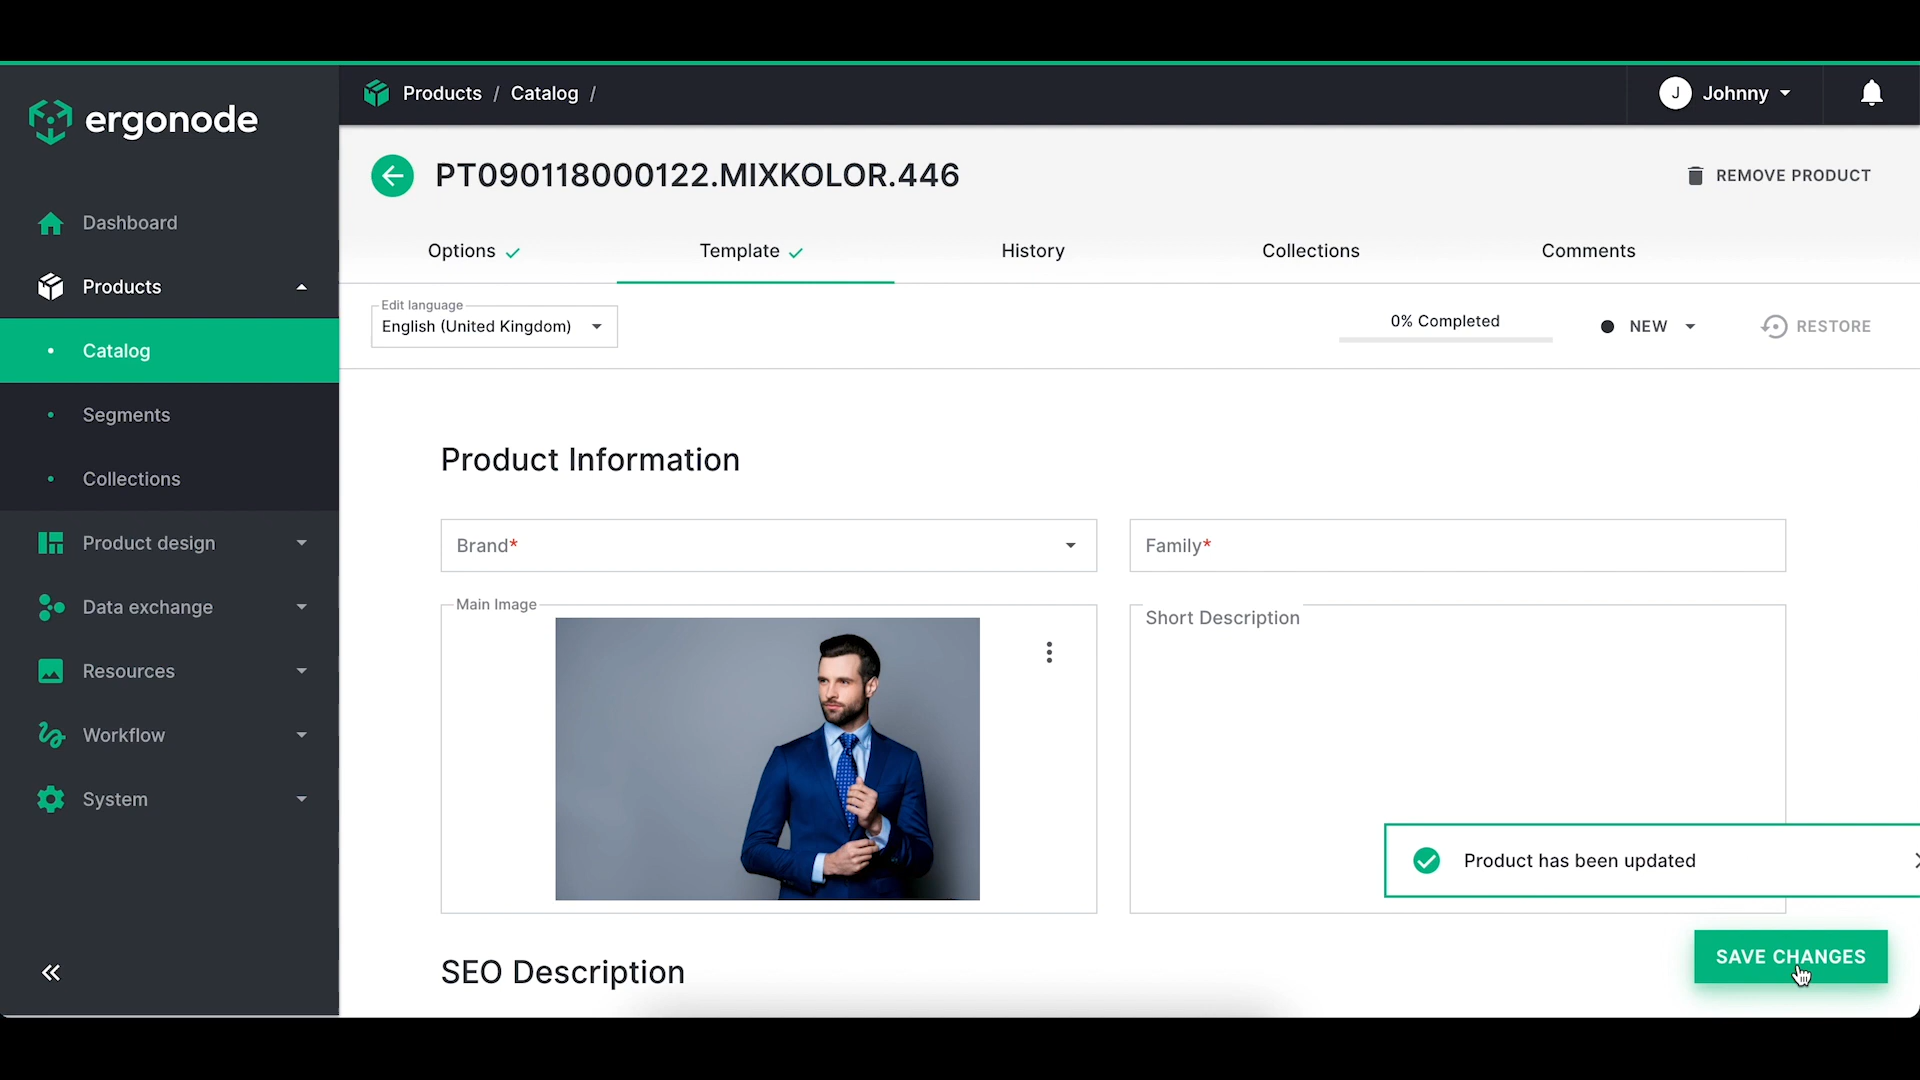 ergonode
Products / Catalog /
J Johnny
PT090118000122.MIXKOLOR.446
REMOVE PRODUCT
Dashboard
Products
Catalog
Segments
Collections
Product design
Data exchange
Resources
Workflow
System
Options
Template
History
Collections
Comments
Edit language
English (United Kingdom)
0% Completed
NEW
RESTORE
Product Information
Brand*
Family*
Main Image
Short Description
Product has been updated
SAVE CHANGES
SEO Description